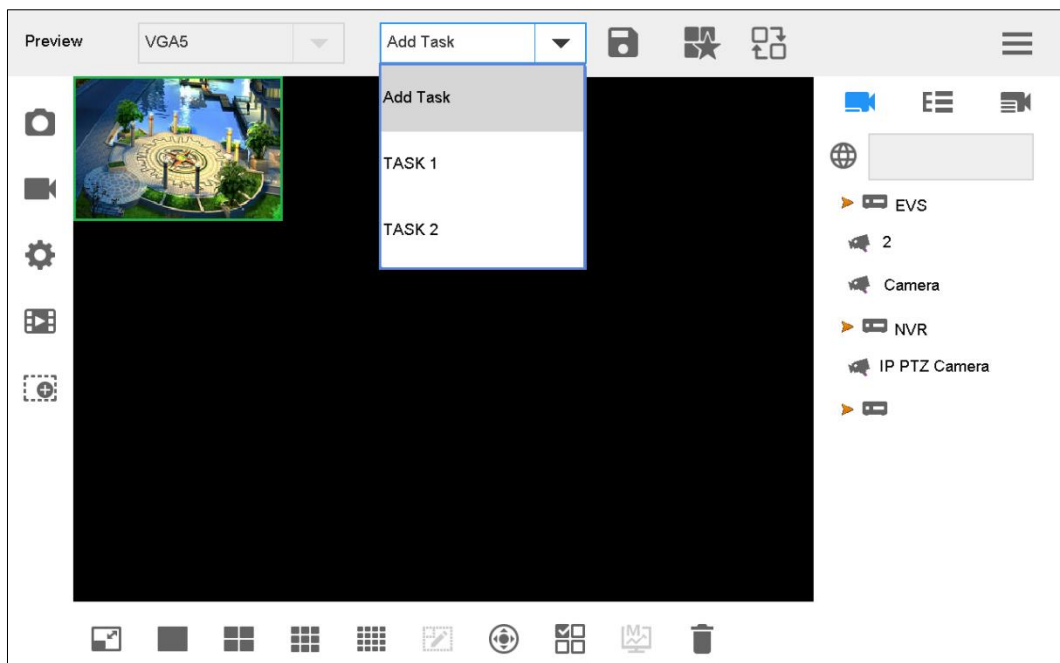 Preview
VGA5
Add Task
Add Task
TASK 1
TASK 2
EVS
2
Camera
NVR
IP PTZ Camera
M